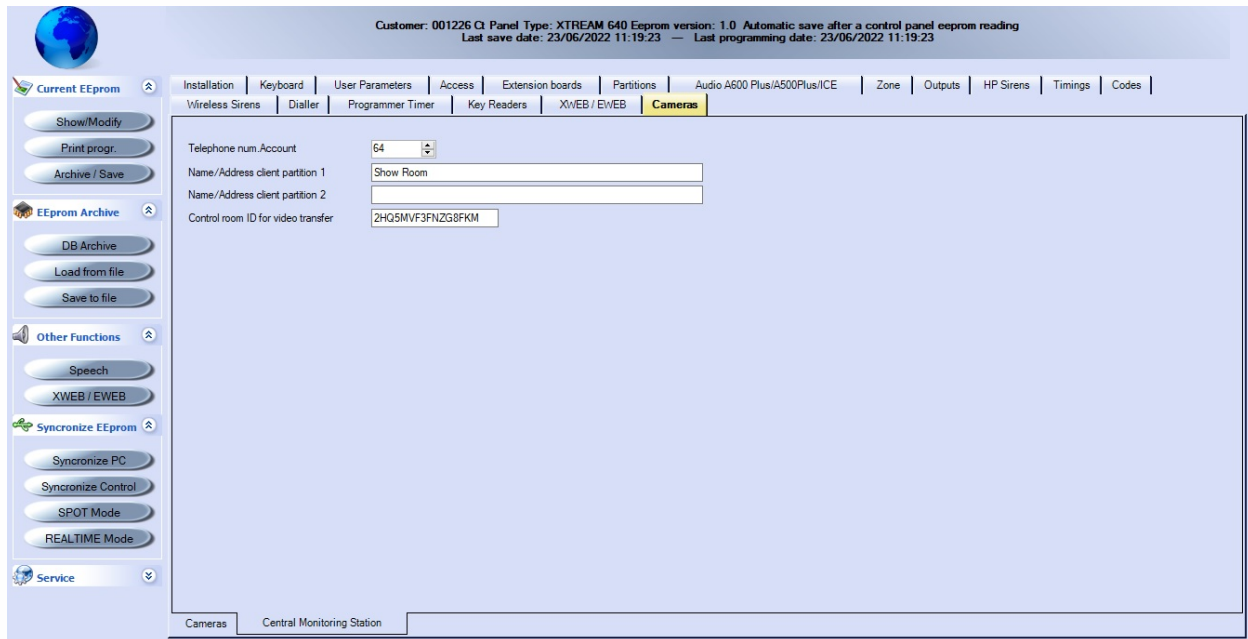 Customer: 001226 Ct Panel Type: XTREAM 640 Eeprom version: 1.0 Automatic save after a control panel eeprom reading
Last save date: 23/06/2022 11:19:23 — Last programming date: 23/06/2022 11:19:23
Current EEprom
Show/Modify
Print progr.
Archive / Save
EEprom Archive
DB Archive
Load from file
Save to file
Other Functions
Speech
XWEB / EWEB
Syncronize EEprom
Syncronize PC
Syncronize Control
SPOT Mode
REALTIME Mode
Service
Installation Keyboard User Parameters Access Extension boards Partitions Audio A600 Plus/A500Plus/ICE Zone Outputs HP Sirens Timings Codes
Wireless Sirens Dialler Programmer Timer Key Readers XWEB / EWEB Cameras
Telephone num.Account 64
Name/Address client partition 1 Show Room
Name/Address client partition 2
Control room ID for video transfer 2HQ5MVF3FNZG8FKM
Cameras Central Monitoring Station